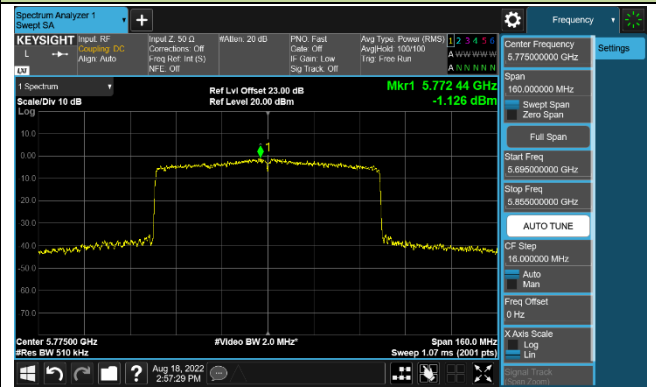 Spectrum Analyzer 1
Swept SA
+
Frequency
KEYSIGHT
L
LXI
Input: RF
Coupling: DC
Align: Auto
Input Z: 50 Ω
Corrections: Off
Freq Ref: Int (S)
NFE: Off
#Atten: 20 dB
PNO: Fast
Gate: Off
IF Gain: Low
Sig Track: Off
Avg Type: Power (RMS)
Avg|Hold: 100/100
Trig: Free Run
1 2 3 4 5 6
A W W W W W
A N N N N N
1 Spectrum
Scale/Div 10 dB
Log
Ref Lvl Offset 23.00 dB
Ref Level 20.00 dBm
Mkr1 5.772 44 GHz
-1.126 dBm
10.0
0.00
-10.0
-20.0
-30.0
-40.0
-50.0
-60.0
-70.0
1
Center 5.77500 GHz
#Res BW 510 kHz
#Video BW 2.0 MHz*
Span 160.0 MHz
Sweep 1.07 ms (2001 pts)
Center Frequency
5.775000000 GHz
Settings
Span
160.000000 MHz
Swept Span
Zero Span
Full Span
Start Freq
5.695000000 GHz
Stop Freq
5.855000000 GHz
AUTO TUNE
CF Step
16.000000 MHz
Auto
Man
Freq Offset
0 Hz
X Axis Scale
Log
Lin
Signal Track
(Span Zoom)
?
Aug 18, 2022
2:57:29 PM